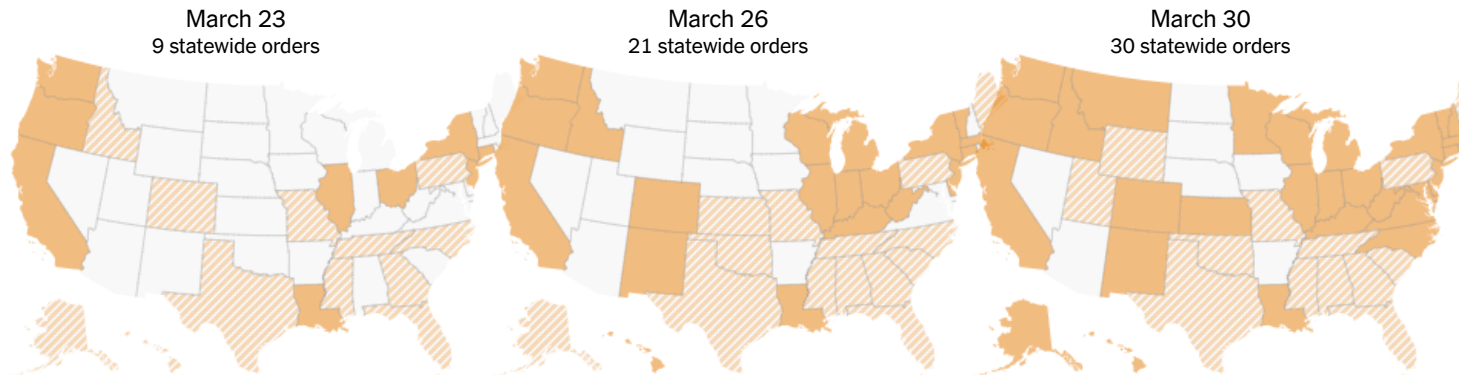 March 23
9 statewide orders
March 26
21 statewide orders
March 30
30 statewide orders